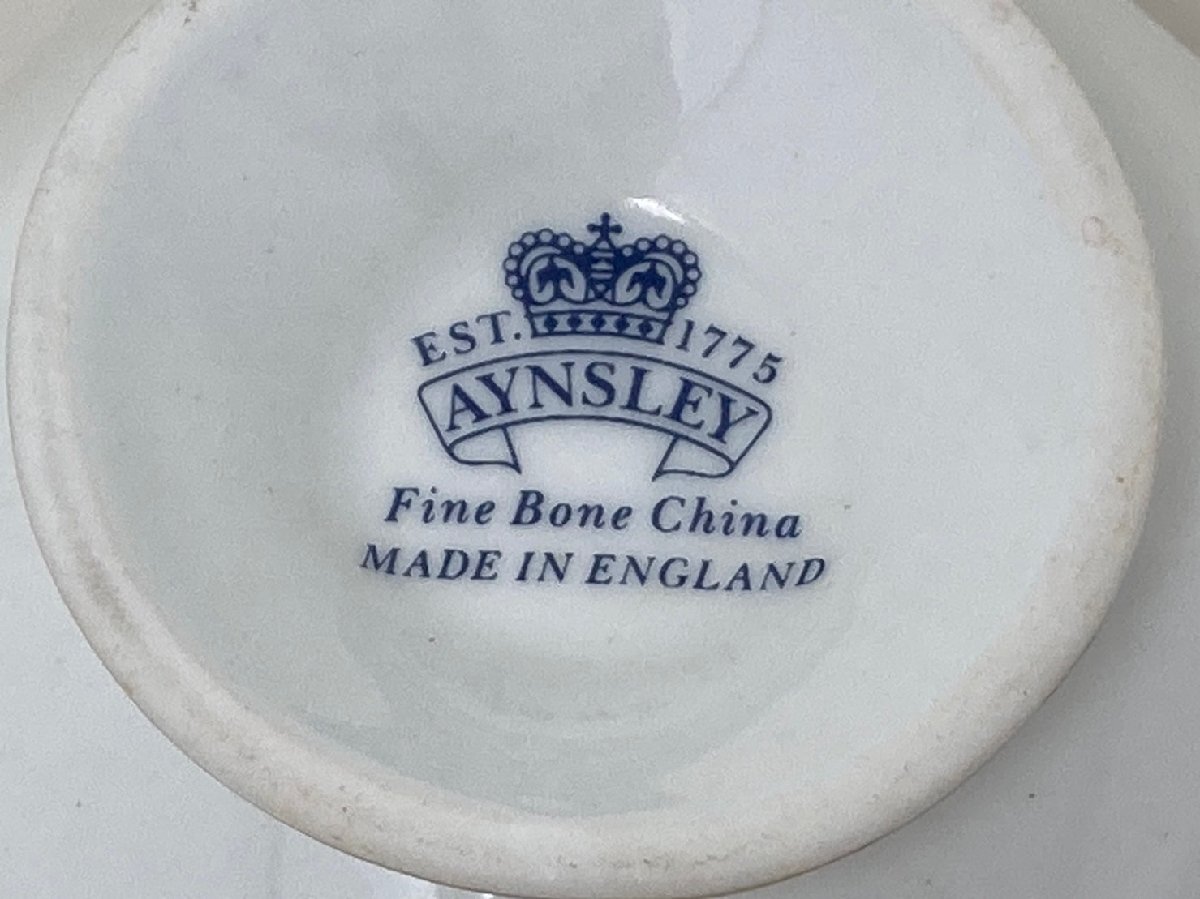 EST. 1775
AYNSLEY
Fine Bone China
MADE IN ENGLAND